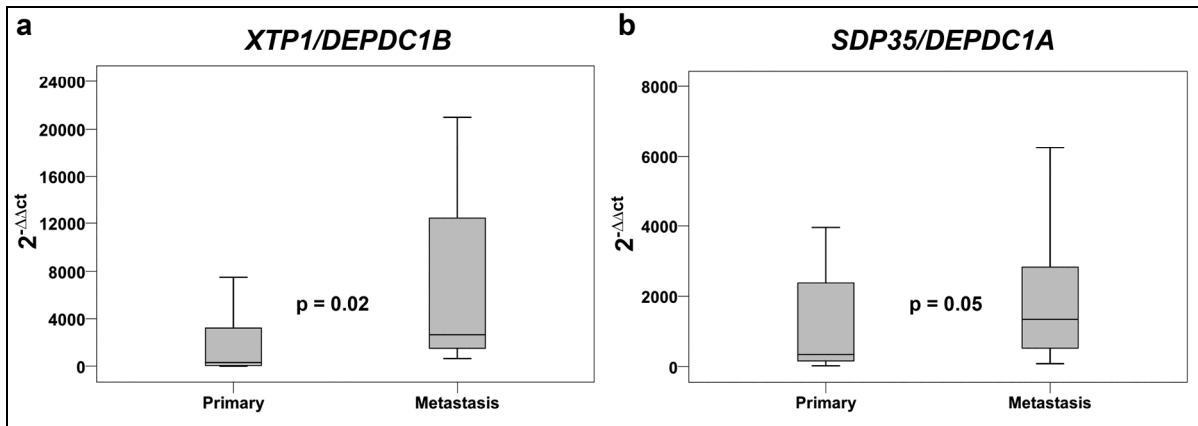 a
XTP1/DEPDC1B
24000
20000
16000
12000
8000
4000
0
2^-ΔΔct
p = 0.02
Primary
Metastasis
b
SDP35/DEPDC1A
8000
6000
4000
2000
0
2^-ΔΔct
p = 0.05
Primary
Metastasis